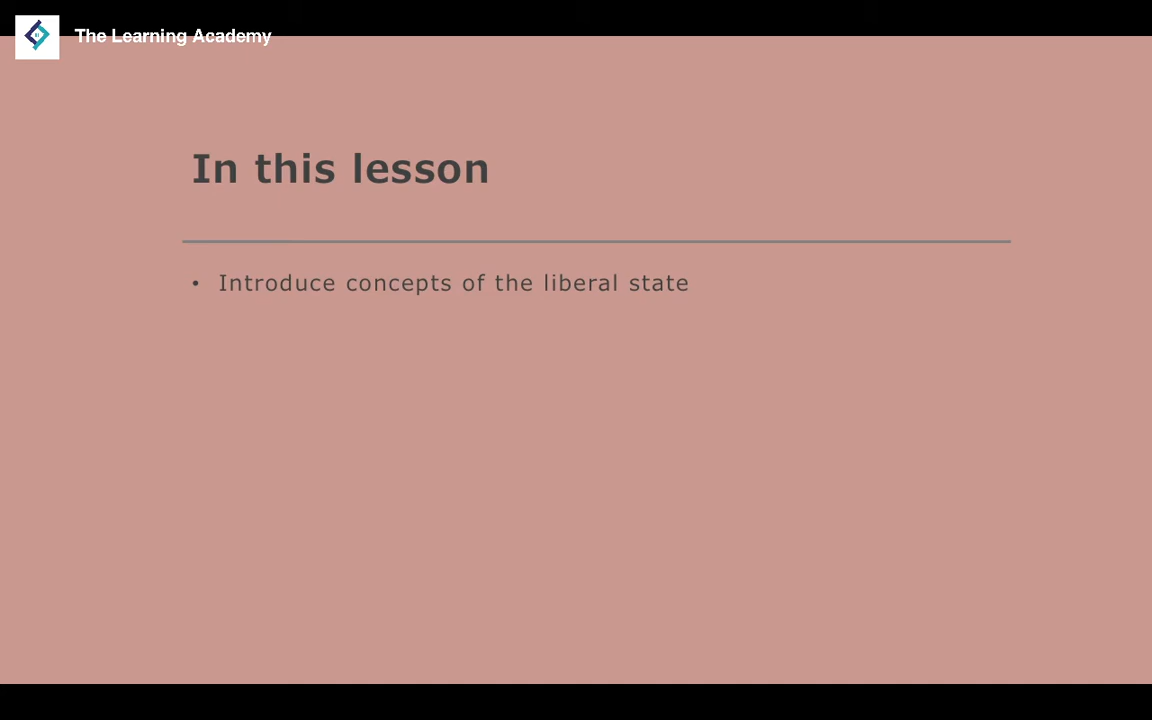 The Learning Academy
In this lesson
• Introduce concepts of the liberal state